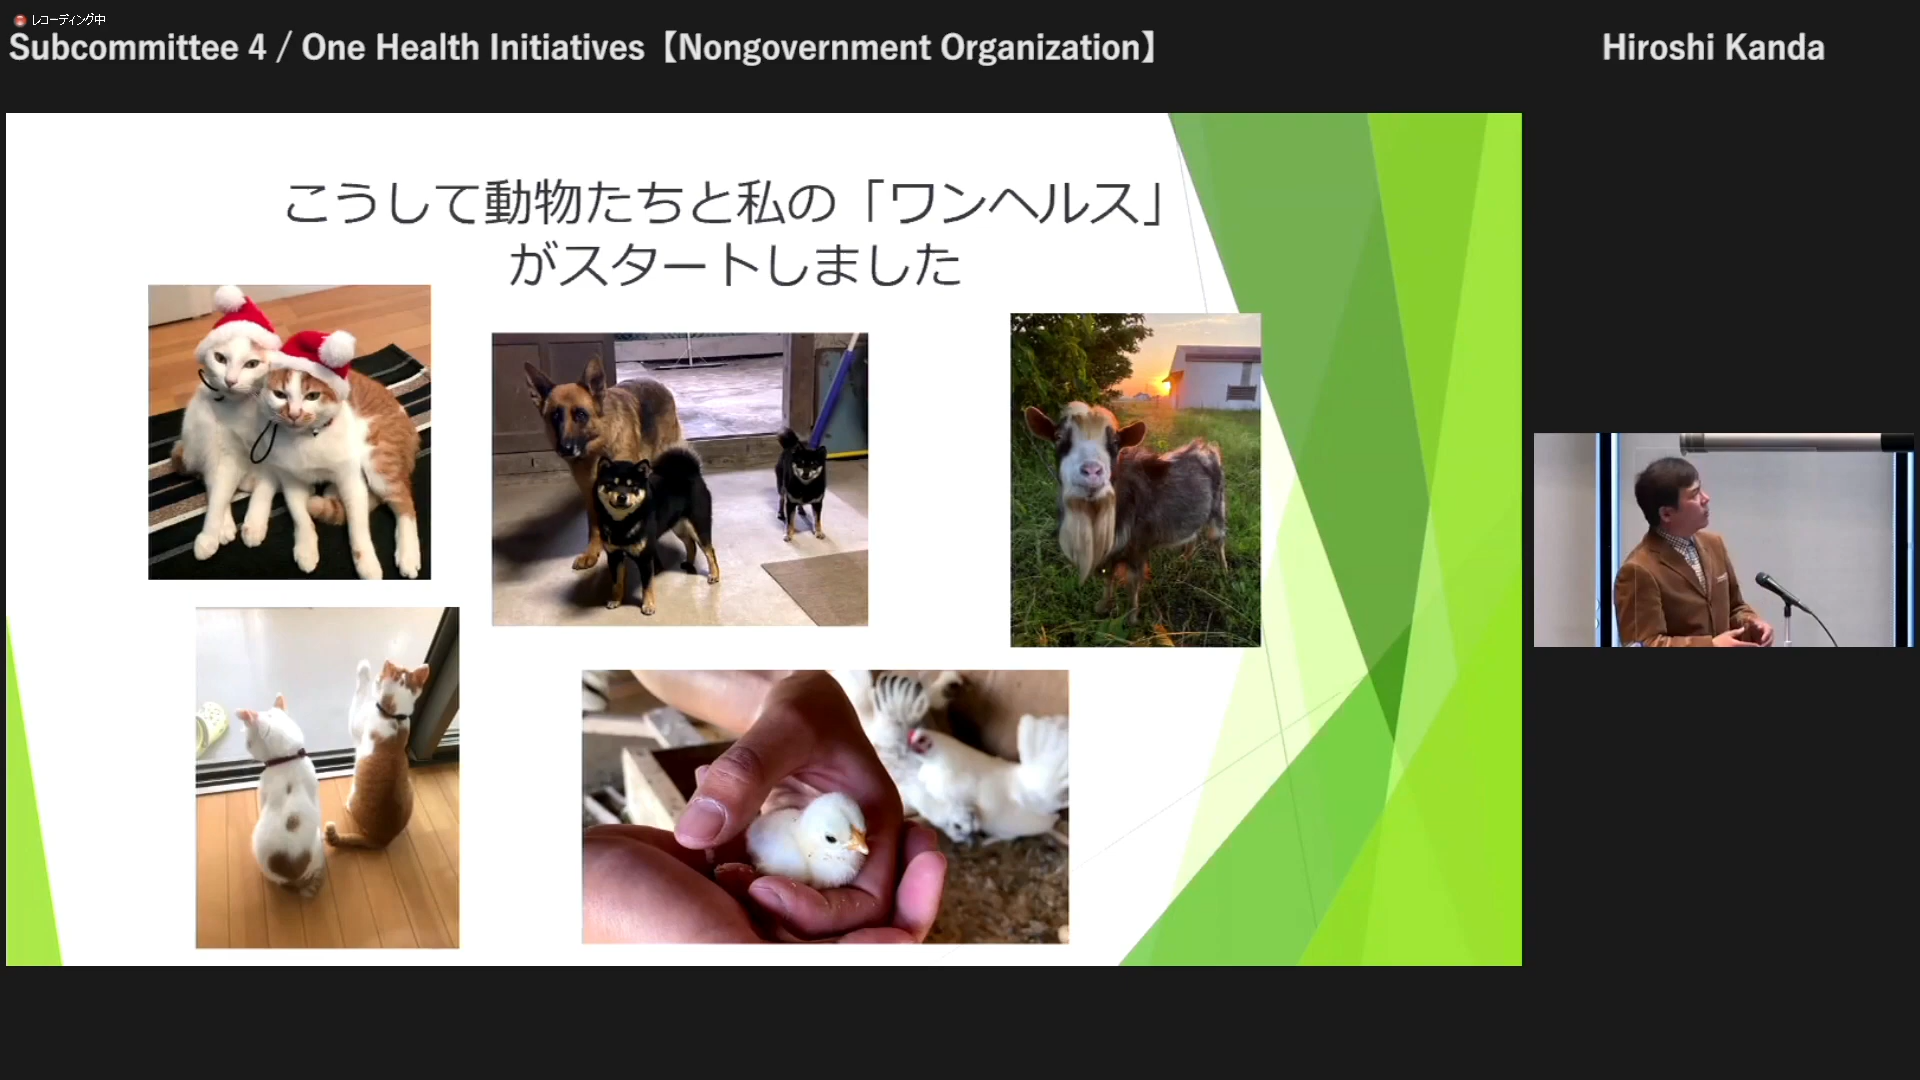 レコーディング中
Subcommittee 4 / One Health Initiatives【Nongovernment Organization】
Hiroshi Kanda
こうして動物たちと私の「ワンヘルス」
がスタートしました